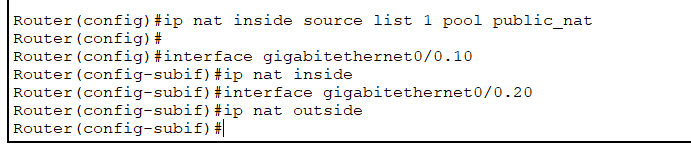 Router(config)#ip nat inside source list 1 pool public_nat
Router(config)#
Router(config)#interface gigabitethernet0/0.10
Router(config-subif)#ip nat inside
Router(config-subif)#interface gigabitethernet0/0.20
Router(config-subif)#ip nat outside
Router(config-subif)#